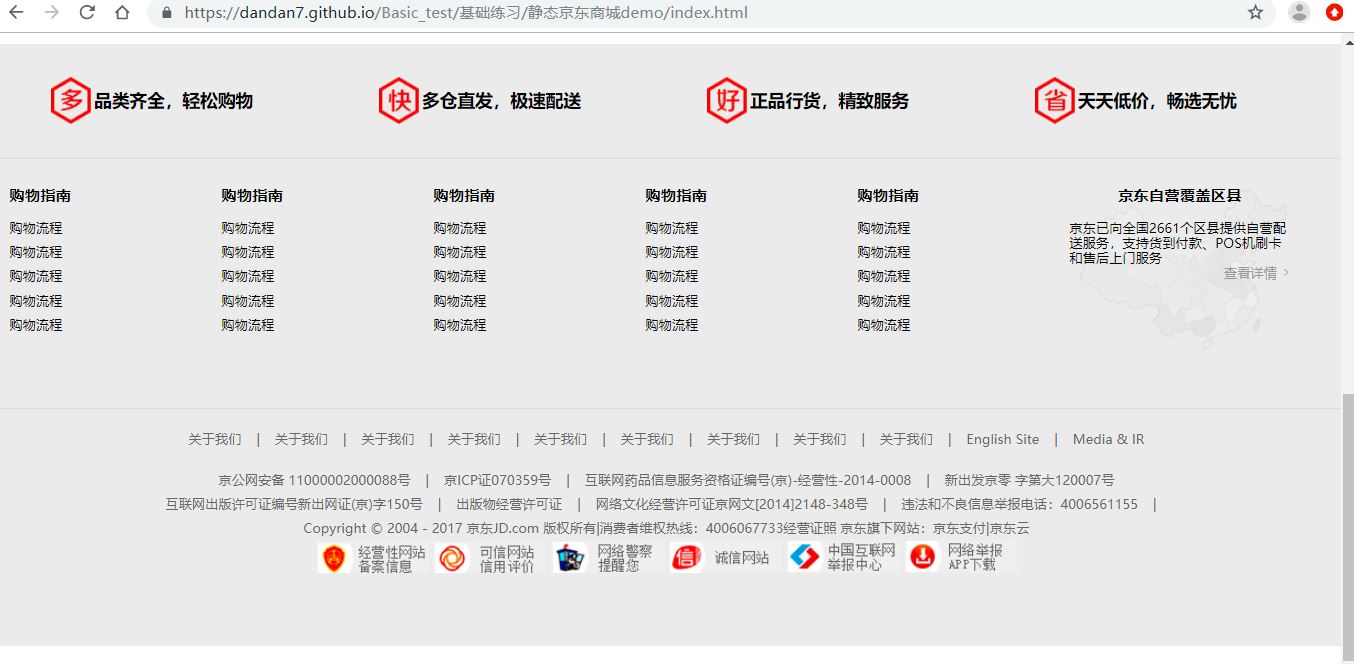 https://dandan7.github.io/Basic_test/基础练习/静态京东商城demo/index.html
多 品类齐全，轻松购物 快 多仓直发，极速配送 好 正品行货，精致服务 省 天天低价，畅选无忧
购物指南 购物指南 购物指南 购物指南 购物指南 京东自营覆盖区县
购物流程 购物流程 购物流程 购物流程 购物流程 京东已向全国2661个区县提供自营配
送服务，支持货到付款、POS机刷卡
购物流程 购物流程 购物流程 购物流程 购物流程 和售后上门服务
购物流程 购物流程 购物流程 购物流程 购物流程 查看详情 >
购物流程 购物流程 购物流程 购物流程 购物流程
购物流程 购物流程 购物流程 购物流程 购物流程
关于我们 | 关于我们 | 关于我们 | 关于我们 | 关于我们 | 关于我们 | 关于我们 | 关于我们 | 关于我们 | English Site | Media & IR
京公网安备 11000002000088号 | 京ICP证070359号 | 互联网药品信息服务资格证编号(京)-经营性-2014-0008 | 新出发京零 字第大120007号
互联网出版许可证编号新出网证(京)字150号 | 出版物经营许可证 | 网络文化经营许可证京网文[2014]2148-348号 | 违法和不良信息举报电话：4006561155 |
Copyright © 2004 - 2017 京东JD.com 版权所有|消费者维权热线：4006067733经营证照 京东旗下网站：京东支付|京东云
经营性网站 可信网站 网络警察 信 诚信网站 中国互联网 网络举报
备案信息 信用评价 提醒您 举报中心 APP下载